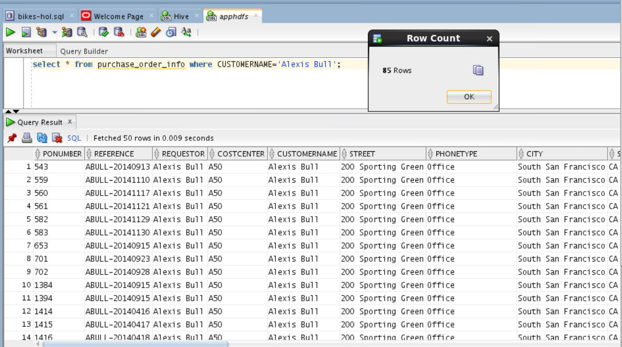 bikes-hol.sql Welcome Page Hive apphdfs
Worksheet Query Builder
select * from purchase_order_info where CUSTOMERNAME='Alexis Bull';
Row Count
85 Rows
OK
Query Result
SQL | Fetched 50 rows in 0.009 seconds
PONUMBER REFERENCE REQUESTOR COSTCENTER CUSTOMERNAME STREET PHONETYPE CITY S
1 543 ABULL-20140913 Alexis Bull A50 Alexis Bull 200 Sporting Green Office South San Francisco CA
2 559 ABULL-20141110 Alexis Bull A50 Alexis Bull 200 Sporting Green Office South San Francisco CA
3 560 ABULL-20141117 Alexis Bull A50 Alexis Bull 200 Sporting Green Office South San Francisco CA
4 561 ABULL-20141121 Alexis Bull A50 Alexis Bull 200 Sporting Green Office South San Francisco CA
5 582 ABULL-20141129 Alexis Bull A50 Alexis Bull 200 Sporting Green Office South San Francisco CA
6 583 ABULL-20141130 Alexis Bull A50 Alexis Bull 200 Sporting Green Office South San Francisco CA
7 653 ABULL-20140915 Alexis Bull A50 Alexis Bull 200 Sporting Green Office South San Francisco CA
8 701 ABULL-20140923 Alexis Bull A50 Alexis Bull 200 Sporting Green Office South San Francisco CA
9 702 ABULL-20140928 Alexis Bull A50 Alexis Bull 200 Sporting Green Office South San Francisco CA
10 1384 ABULL-20140915 Alexis Bull A50 Alexis Bull 200 Sporting Green Office South San Francisco CA
11 1394 ABULL-20140915 Alexis Bull A50 Alexis Bull 200 Sporting Green Office South San Francisco CA
12 1414 ABULL-20140416 Alexis Bull A50 Alexis Bull 200 Sporting Green Office South San Francisco CA
13 1415 ABULL-20140417 Alexis Bull A50 Alexis Bull 200 Sporting Green Office South San Francisco CA
14 1416 ABULL-20140418 Alexis Bull A50 Alexis Bull 200 Sporting Green Office South San Francisco CA